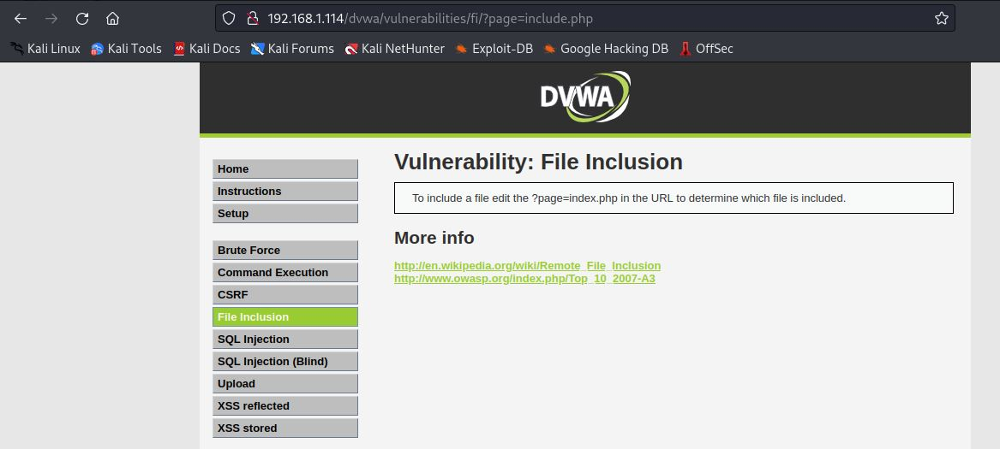 192.168.1.114/dvwa/vulnerabilities/fi/?page=include.php
Kali Linux Kali Tools Kali Docs Kali Forums Kali NetHunter Exploit-DB Google Hacking DB OffSec
DVWA
Home
Instructions
Setup
Brute Force
Command Execution
CSRF
File Inclusion
SQL Injection
SQL Injection (Blind)
Upload
XSS reflected
XSS stored
Vulnerability: File Inclusion
To include a file edit the ?page=index.php in the URL to determine which file is included.
More info
http://en.wikipedia.org/wiki/Remote_File_Inclusion
http://www.owasp.org/index.php/Top_10_2007-A3